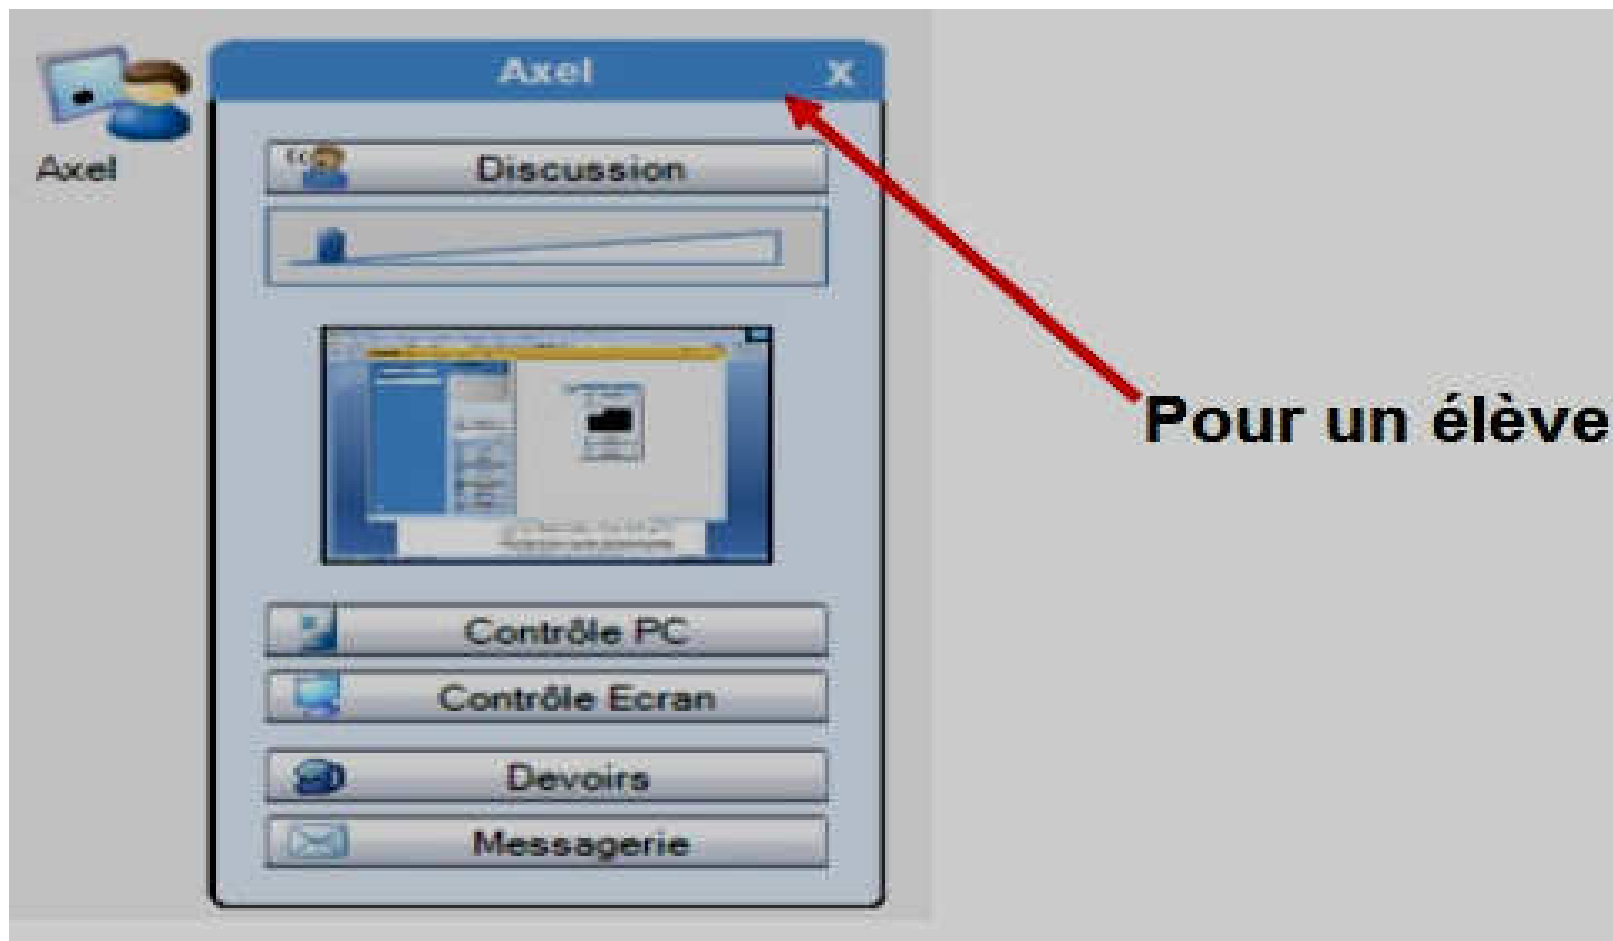 Axel
Axel
X
Discussion
Pour un élève
Contrôle PC
Contrôle Ecran
Devoirs
Messagerie